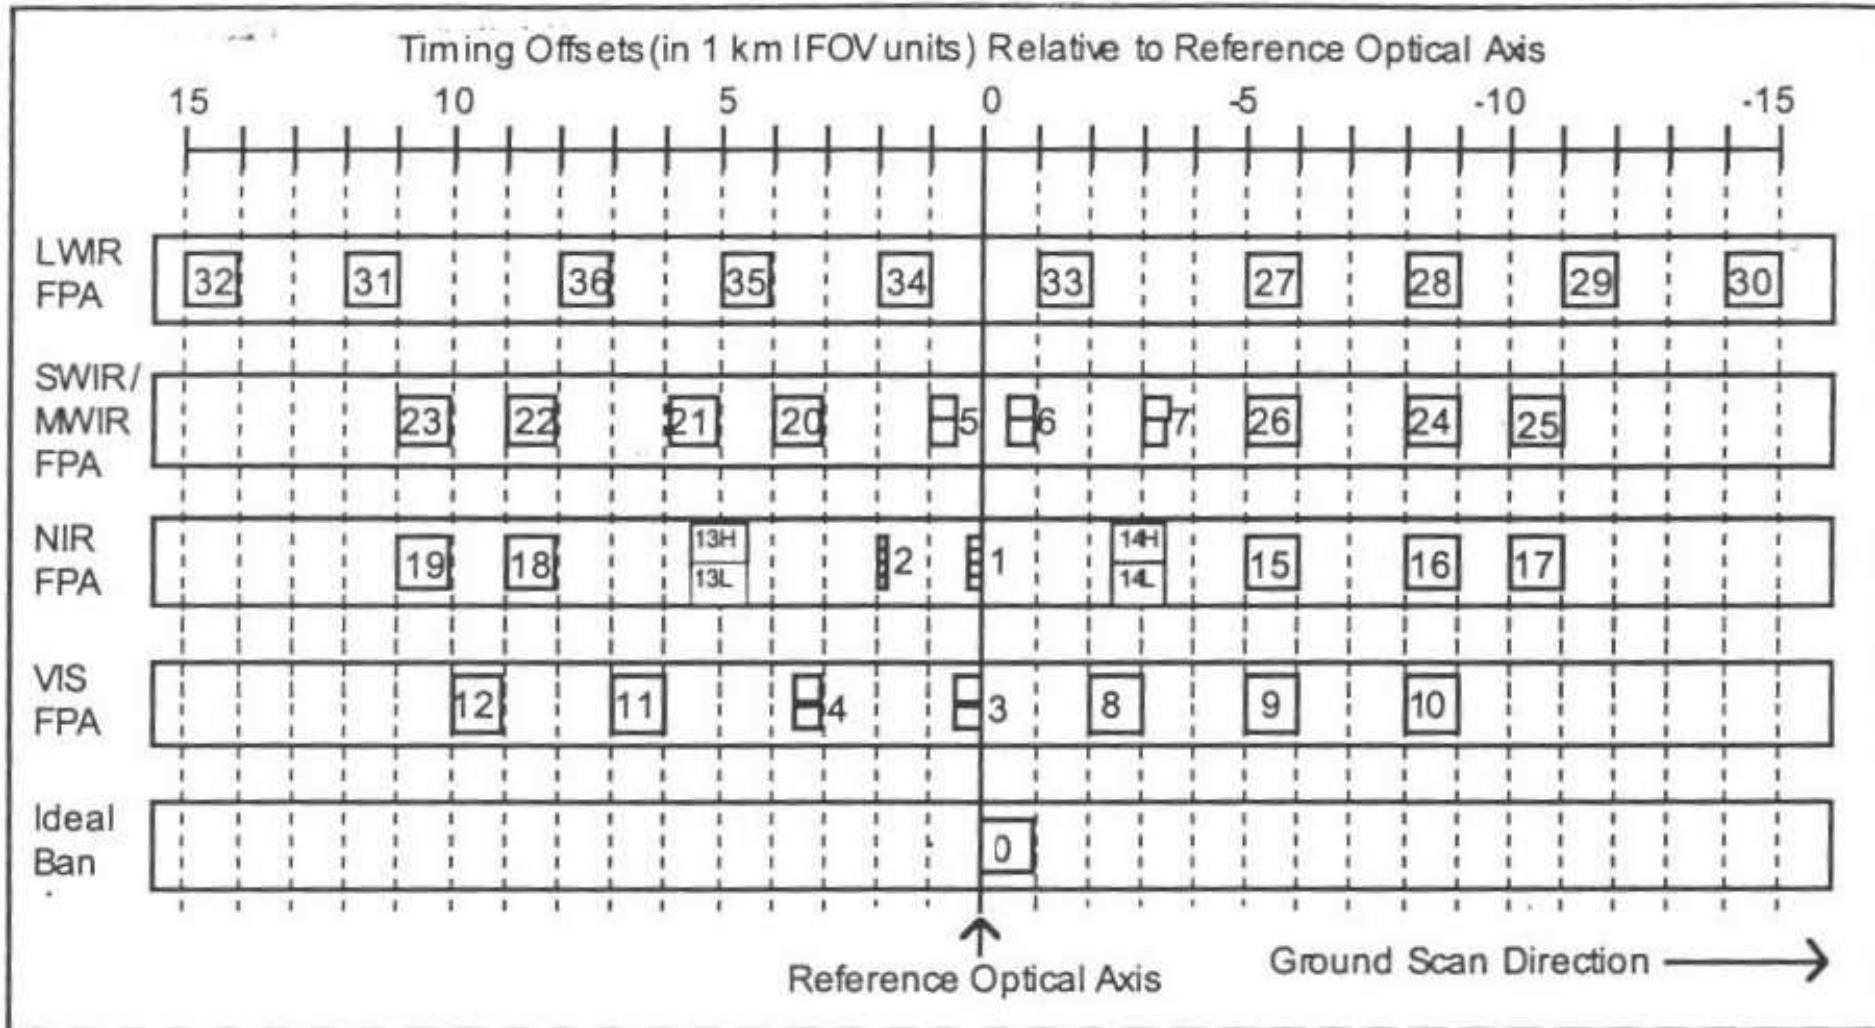 Timing Offsets (in 1 km IFOV units) Relative to Reference Optical Axis
15 10 5 0 -5 -10 -15
LWIR
FPA
32 31 36 35 34 33 27 28 29 30
SWIR/
MWIR
FPA
23 22 21 20 5 6 7 26 24 25
NIR
FPA
19 18 13H 13L 2 1 14H 14L 15 16 17
VIS
FPA
12 11 4 3 8 9 10
Ideal
Ban
0
Reference Optical Axis
Ground Scan Direction